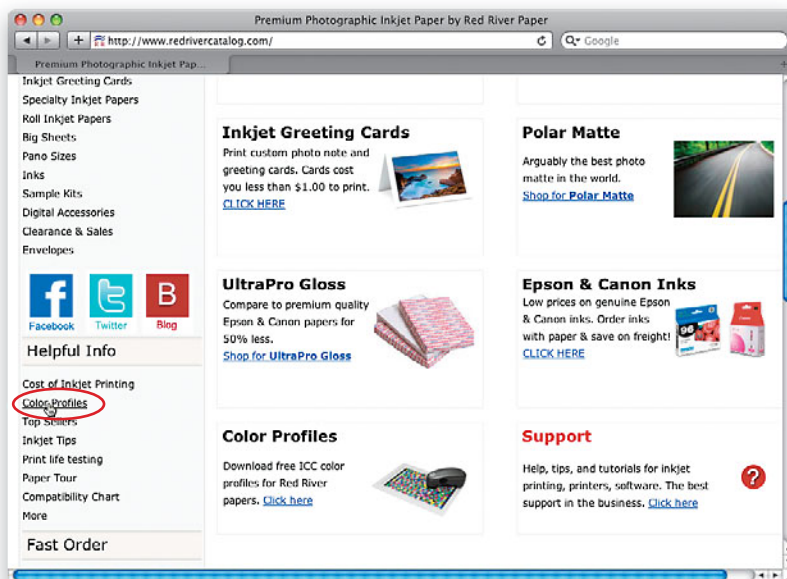 Premium Photographic Inkjet Paper by Red River Paper
http://www.redrivercatalog.com/
Google
Premium Photographic Inkjet Pap...
Inkjet Greeting Cards
Specialty Inkjet Papers
Roll Inkjet Papers
Big Sheets
Pano Sizes
Inks
Sample Kits
Digital Accessories
Clearance & Sales
Envelopes
Facebook
Twitter
B
Blog
Helpful Info
Cost of Inkjet Printing
Color Profiles
Top Sellers
Inkjet Tips
Print life testing
Paper Tour
Compatibility Chart
More
Fast Order
Inkjet Greeting Cards
Print custom photo note and
greeting cards. Cards cost
you less than $1.00 to print.
CLICK HERE
Polar Matte
Arguably the best photo
matte in the world.
Shop for Polar Matte
UltraPro Gloss
Compare to premium quality
Epson & Canon papers for
50% less.
Shop for UltraPro Gloss
Epson & Canon Inks
Low prices on genuine Epson
& Canon inks. Order inks
with paper & save on freight!
CLICK HERE
96
Color Profiles
Download free ICC color
profiles for Red River
papers. Click here
Support
Help, tips, and tutorials for inkjet
printing, printers, software. The best
support in the business. Click here
?